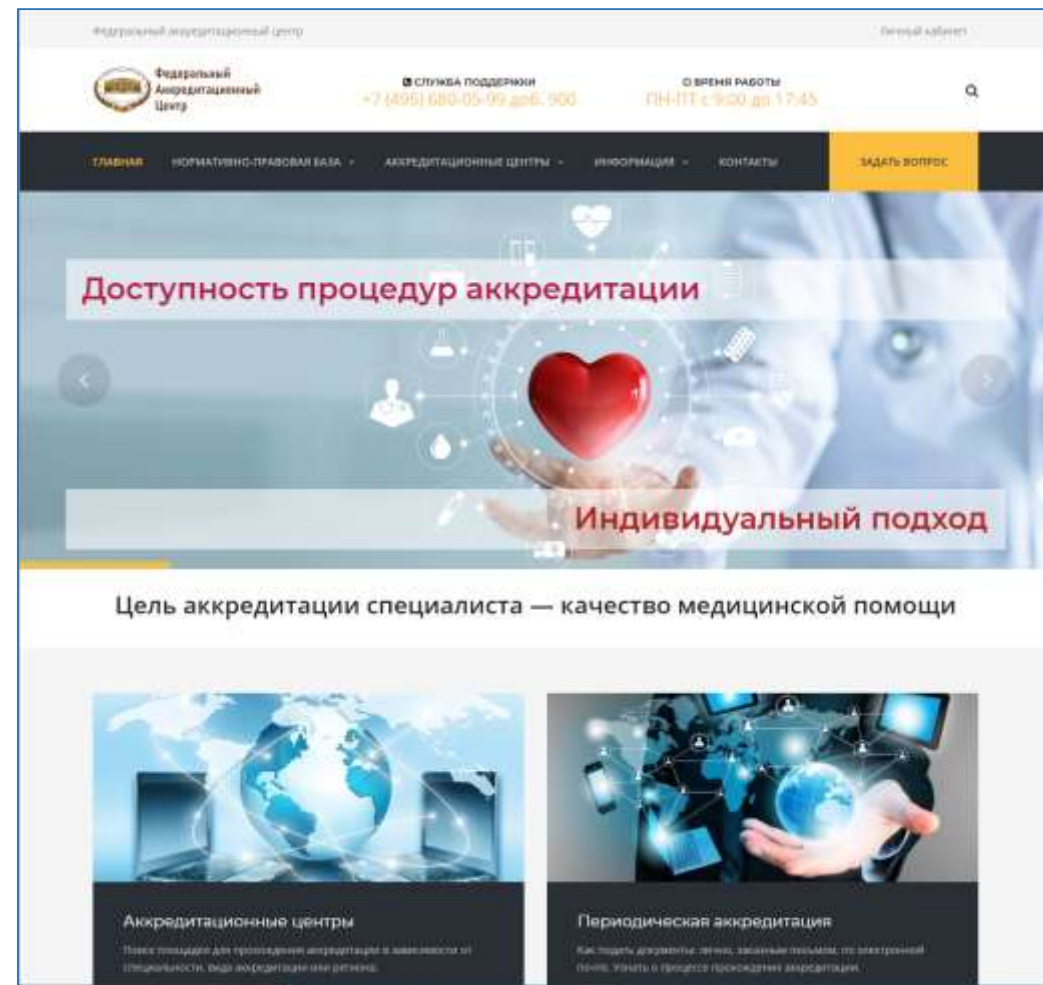 Федеральный аккредитационный центр
Личный кабинет
Федеральный
Аккредитационный
Центр
СЛУЖБА ПОДДЕРЖКИ
+7 (495) 680-05-99 доб. 900
ВРЕМЯ РАБОТЫ
ПН-ПТ с 9:00 до 17:45
ГЛАВНАЯ
НОРМАТИВНО-ПРАВОВАЯ БАЗА
АККРЕДИТАЦИОННЫЕ ЦЕНТРЫ
ИНФОРМАЦИЯ
КОНТАКТЫ
ЗАДАТЬ ВОПРОС
Доступность процедур аккредитации
Индивидуальный подход
Цель аккредитации специалиста — качество медицинской помощи
Аккредитационные центры
Поиск площадки для прохождения аккредитации в зависимости от
специальности, вида аккредитации или региона.
Периодическая аккредитация
Как подать документы: лично, заказным письмом, по электронной
почте. Узнать о процессе прохождения аккредитации.